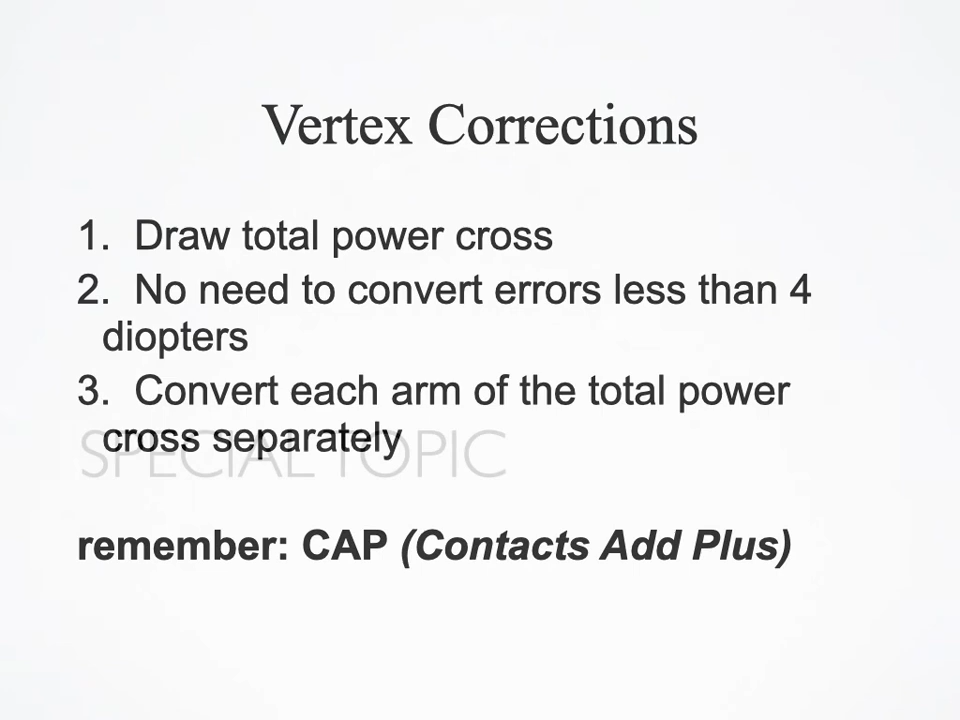 Vertex Corrections
1. Draw total power cross
2. No need to convert errors less than 4
diopters
3. Convert each arm of the total power
cross separately
SPECIAL TOPIC
remember: CAP (Contacts Add Plus)